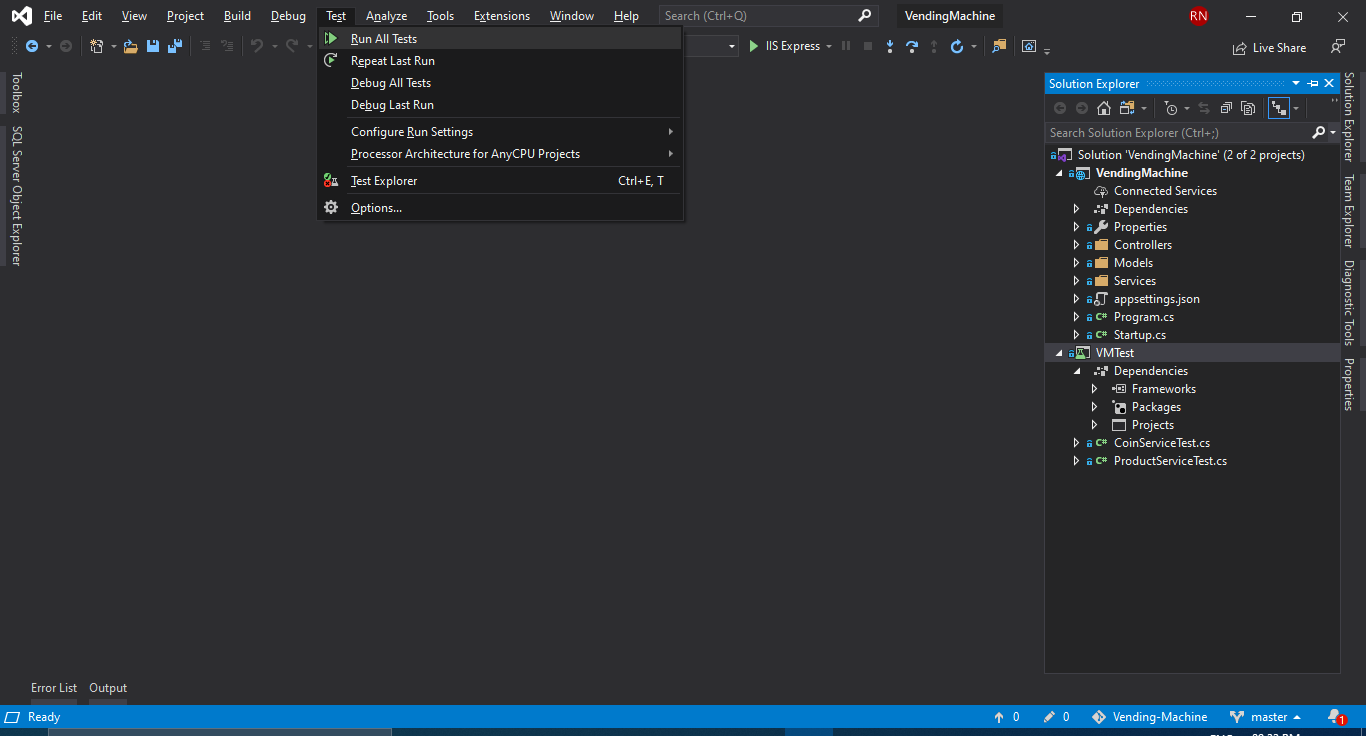 File Edit View Project Build Debug Test Analyze Tools Extensions Window Help Search (Ctrl+Q) VendingMachine RN
IIS Express Live Share
Run All Tests
Repeat Last Run
Debug All Tests
Debug Last Run
Configure Run Settings
Processor Architecture for AnyCPU Projects
Test Explorer Ctrl+E, T
Options...
Toolbox
SQL Server Object Explorer
Solution Explorer
Search Solution Explorer (Ctrl+;)
Solution 'VendingMachine' (2 of 2 projects)
VendingMachine
Connected Services
Dependencies
Properties
Controllers
Models
Services
appsettings.json
C# Program.cs
C# Startup.cs
VMTest
Dependencies
Frameworks
Packages
Projects
C# CoinServiceTest.cs
C# ProductServiceTest.cs
Solution Explorer
Team Explorer
Diagnostic Tools
Properties
Error List Output
Ready 0 0 Vending-Machine master 1